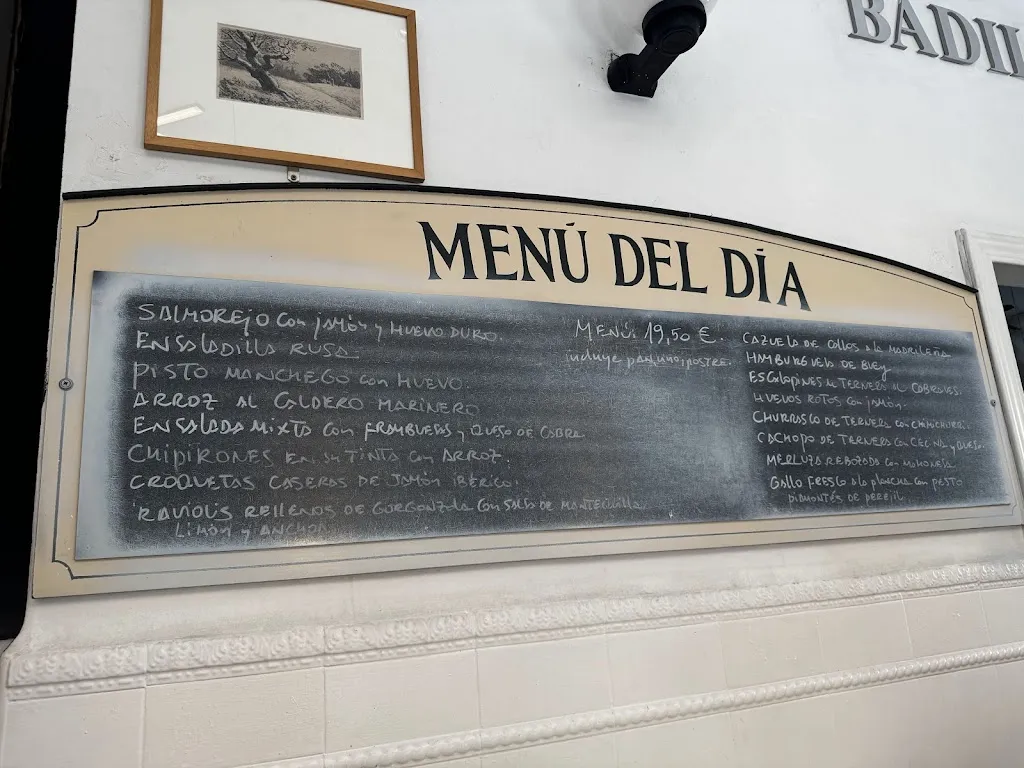 BADIL
MENÚ DEL DÍA
SALMOREJO con jamón y HUEVO DURO.
ENSALADILLA RUSA
PISTO MANCHEGO con HUEVO.
ARROZ AL CALDERO MARINERO
ENSALADA MIXTA con FRAMBUESAS y QUESO DE CABRA
CHIPIRONES EN su TINTA con ARROZ
CROQUETAS CASERAS DE JAMÓN IBÉRICO.
RAVIOLIS RELLENOS DE GORGONZOLA CON SALSA DE MANTEQUILLA
LIMÓN y ANCHOA
MENÚ: 19,50 €.
incluye pan, vino, postre.
CAZUELA DE CALLOS a la MADRILEÑA
HAMBURGUESA DE BUEY
ESCALOPINES DE TERNERA AL CABRALES.
HUEVOS ROTOS con jamón.
CHURRASCO DE TERNERA con CHIMICHURRI.
CACHOPO DE TERNERA con CECINA y QUESO.
MERLUZA REBOZADA con MAHONESA
GALLO FRESCO a la plancha con PESTO
PIAMONTÉS DE PEREJIL